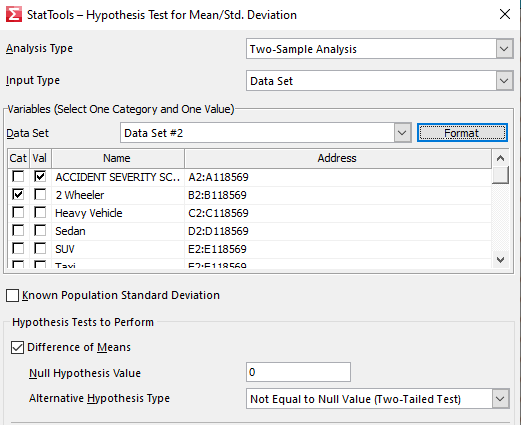 StatTools – Hypothesis Test for Mean/Std. Deviation
Analysis Type Two-Sample Analysis
Input Type Data Set
Variables (Select One Category and One Value)
Data Set Data Set #2 Format
Cat Val Name Address
ACCIDENT SEVERITY SC.. A2:A118569
2 Wheeler B2:B118569
Heavy Vehicle C2:C118569
Sedan D2:D118569
SUV E2:E118569
Taxi F2:F118569
Known Population Standard Deviation
Hypothesis Tests to Perform
Difference of Means
Null Hypothesis Value 0
Alternative Hypothesis Type Not Equal to Null Value (Two-Tailed Test)